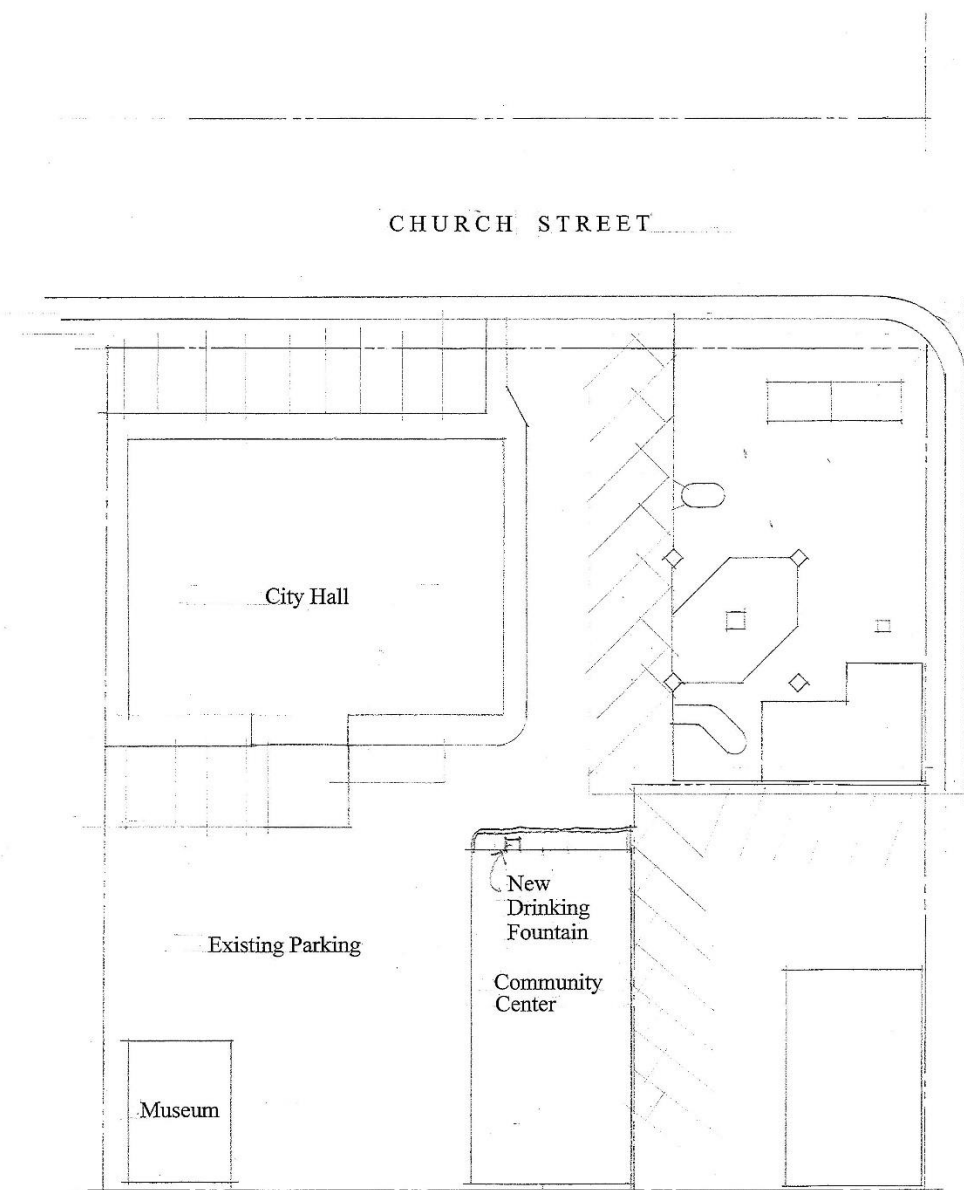 CHURCH STREET
City Hall
New
Drinking
Fountain
Existing Parking
Community
Center
Museum